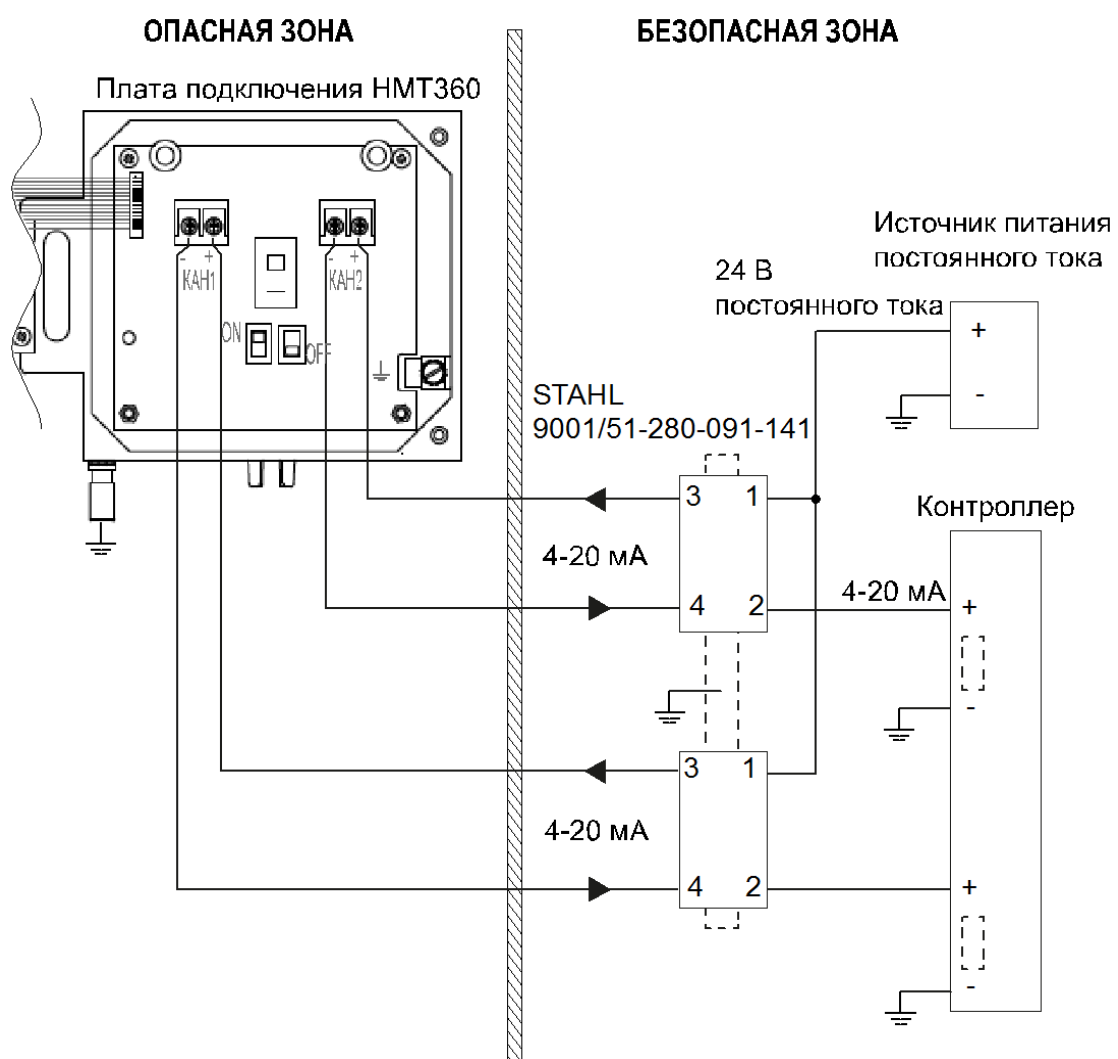 ОПАСНАЯ ЗОНА
БЕЗОПАСНАЯ ЗОНА
Плата подключения HMT360
- +
КАН1
- +
КАН2
ON
OFF
Источник питания
постоянного тока
24 В
постоянного тока
+
-
STAHL
9001/51-280-091-141
3 1
4-20 мА
4 2
Контроллер
4-20 мА
+
-
3 1
4-20 мА
4 2
+
-